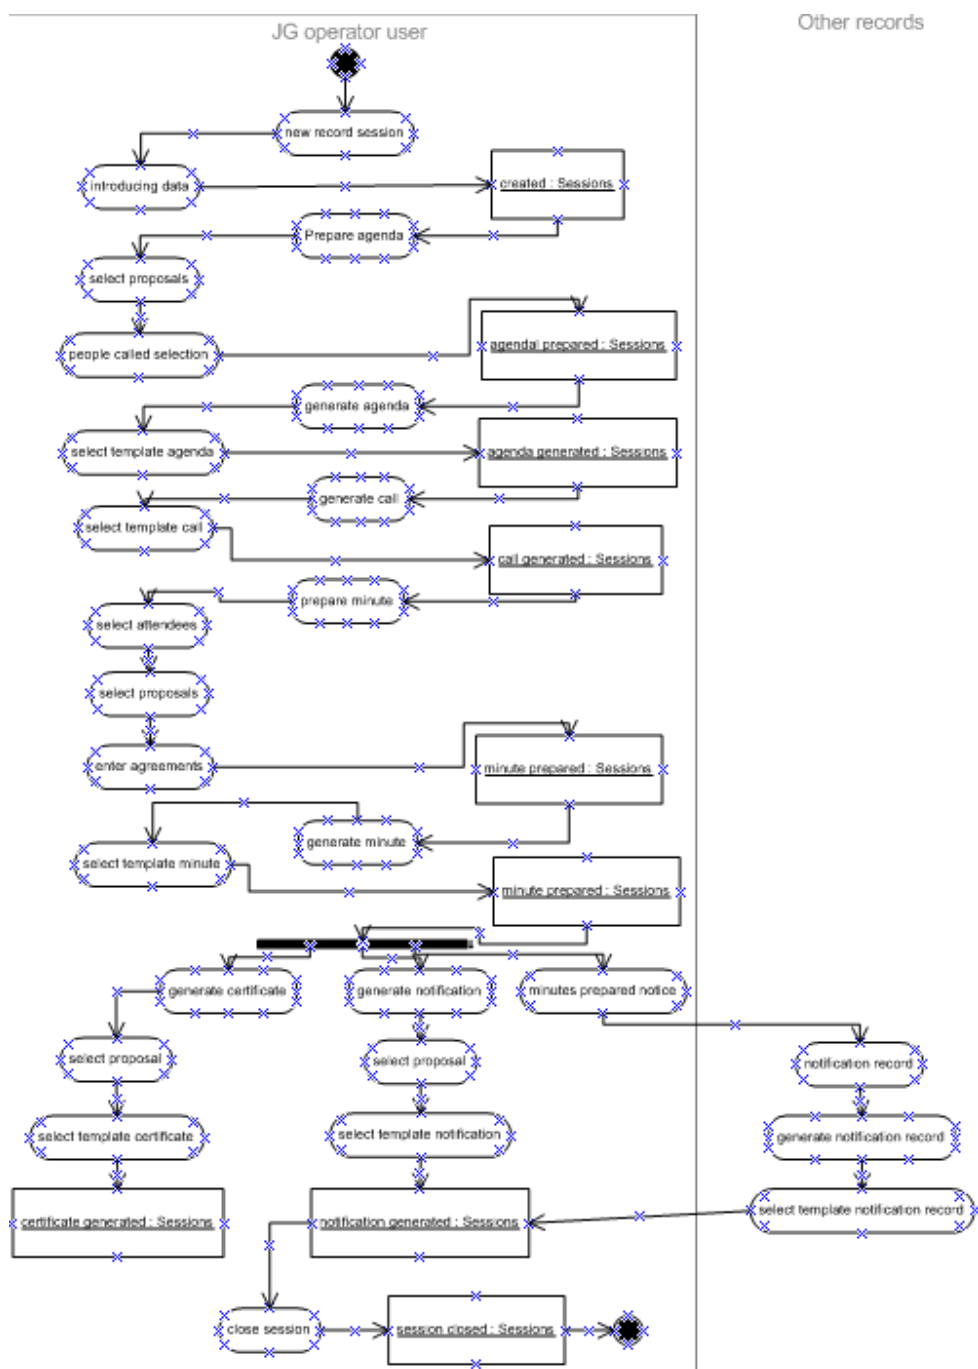 JG operator user
Other records
new record session
introducing data
created : Sessions
Prepare agenda
select proposals
people called selection
agendal prepared : Sessions
generate agenda
select template agenda
agenda generated : Sessions
generate call
select template call
call generated : Sessions
prepare minute
select attendees
select proposals
enter agreements
minute prepared : Sessions
generate minute
select template minute
minute prepared : Sessions
generate certificate
generate notification
minutes prepared notice
select proposal
select proposal
notification record
select template certificate
select template notification
generate notification record
certificate generated : Sessions
notification generated : Sessions
select template notification record
close session
session closed : Sessions